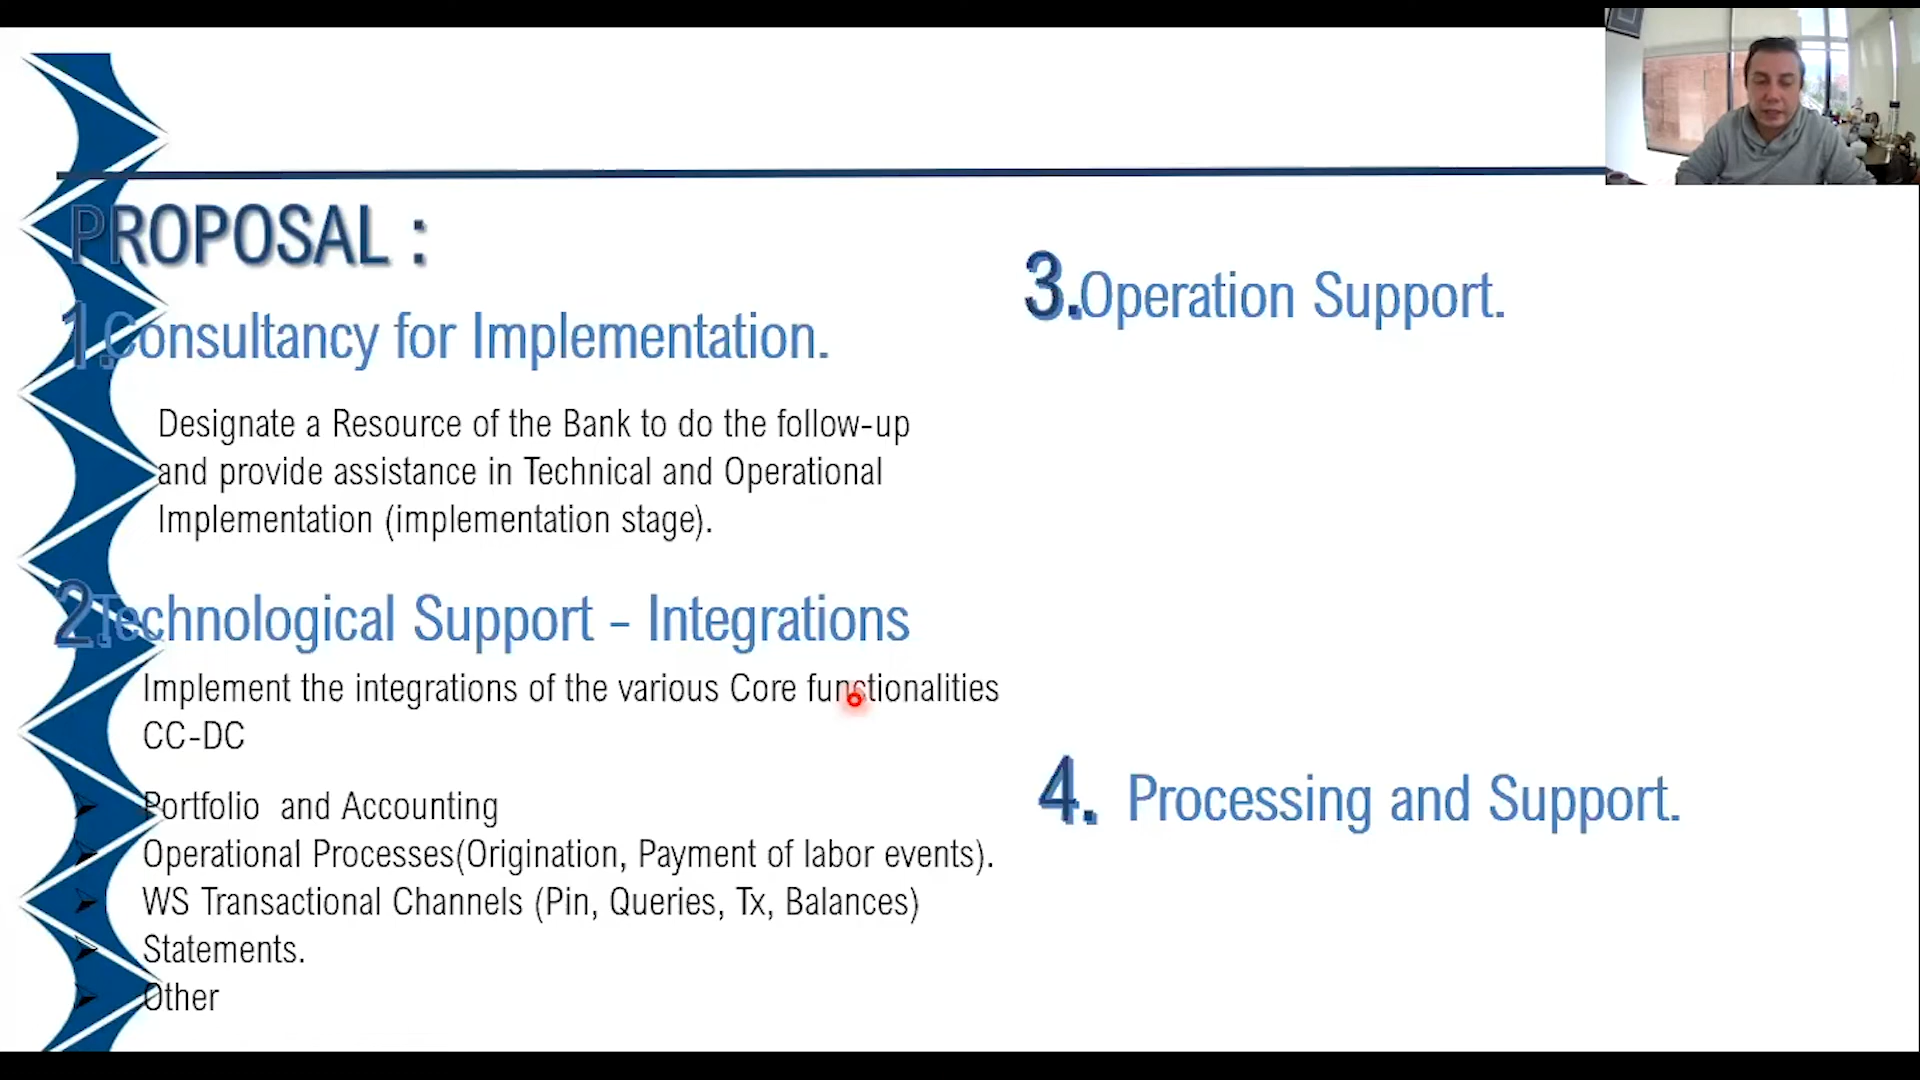 PROPOSAL :
1.Consultancy for Implementation.
Designate a Resource of the Bank to do the follow-up
and provide assistance in Technical and Operational
Implementation (implementation stage).
2.Technological Support - Integrations
Implement the integrations of the various Core functionalities
CC-DC
Portfolio and Accounting
Operational Processes(Origination, Payment of labor events).
WS Transactional Channels (Pin, Queries, Tx, Balances)
Statements.
Other
3.Operation Support.
4. Processing and Support.